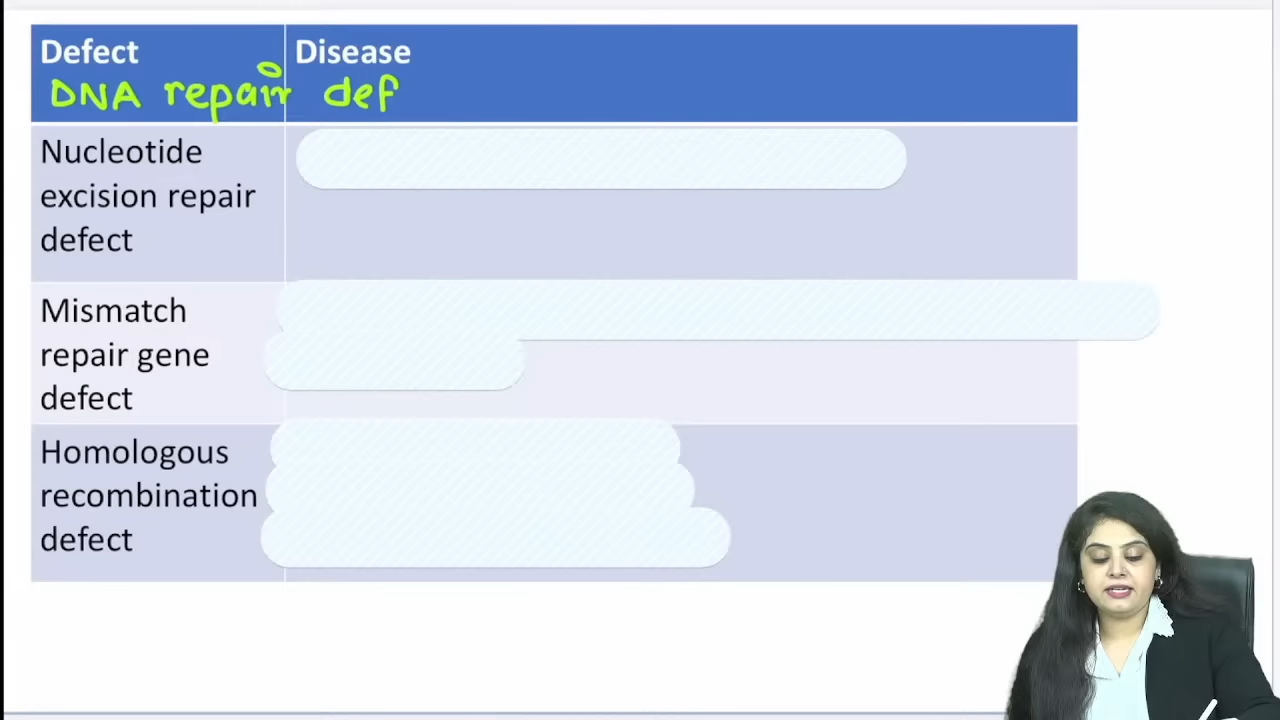 Defect Disease
DNA repair def
Nucleotide
excision repair
defect
Mismatch
repair gene
defect
Homologous
recombination
defect